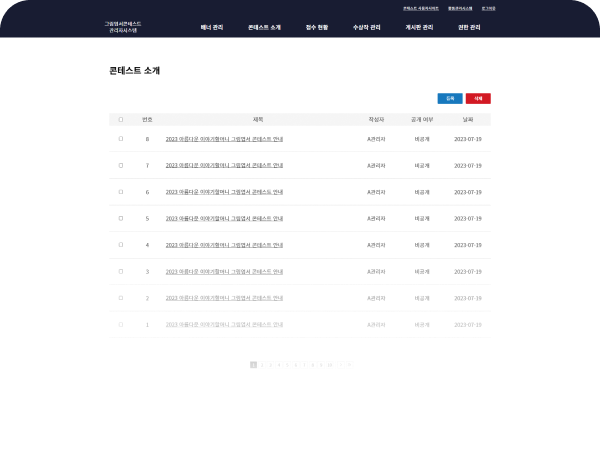 콘테스트 사용자사이트 통합관리시스템 로그아웃
그림엽서콘테스트
관리자시스템
배너 관리 콘테스트 소개 접수 현황 수상작 관리 게시판 관리 권한 관리
콘테스트 소개
등록 삭제
번호 제목 작성자 공개 여부 날짜
8 2023 아름다운 이야기할머니 그림엽서 콘테스트 안내 A관리자 비공개 2023-07-19
7 2023 아름다운 이야기할머니 그림엽서 콘테스트 안내 A관리자 비공개 2023-07-19
6 2023 아름다운 이야기할머니 그림엽서 콘테스트 안내 A관리자 비공개 2023-07-19
5 2023 아름다운 이야기할머니 그림엽서 콘테스트 안내 A관리자 비공개 2023-07-19
4 2023 아름다운 이야기할머니 그림엽서 콘테스트 안내 A관리자 비공개 2023-07-19
3 2023 아름다운 이야기할머니 그림엽서 콘테스트 안내 A관리자 비공개 2023-07-19
2 2023 아름다운 이야기할머니 그림엽서 콘테스트 안내 A관리자 비공개 2023-07-19
1 2023 아름다운 이야기할머니 그림엽서 콘테스트 안내 A관리자 비공개 2023-07-19
1 2 3 4 5 6 7 8 9 10